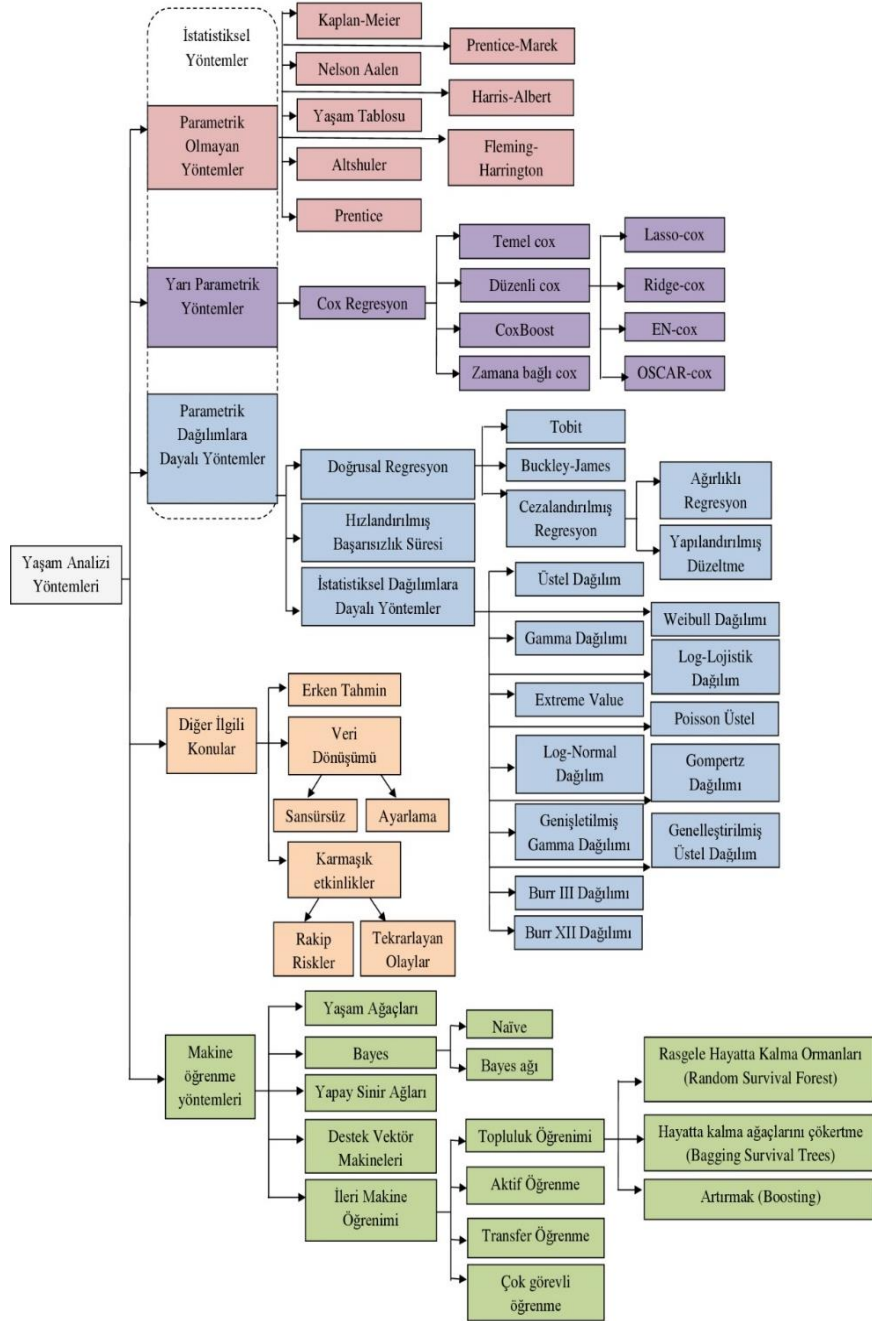 İstatistiksel
Yöntemler
Kaplan-Meier
Prentice-Marek
Nelson Aalen
Harris-Albert
Yaşam Tablosu
Parametrik
Olmayan
Yöntemler
Fleming-
Harrington
Altshuler
Prentice
Yarı Parametrik
Yöntemler
Cox Regresyon
Temel cox
Düzenli cox
CoxBoost
Zamana bağlı cox
Lasso-cox
Ridge-cox
EN-cox
OSCAR-cox
Parametrik
Dağılımlara
Dayalı Yöntemler
Doğrusal Regresyon
Tobit
Buckley-James
Cezalandırılmış
Regresyon
Ağırlıklı
Regresyon
Yapılandırılmış
Düzeltme
Hızlandırılmış
Başarısızlık Süresi
İstatistiksel Dağılımlara
Dayalı Yöntemler
Üstel Dağılım
Weibull Dağılımı
Gamma Dağılımı
Log-Lojistik
Dağılım
Extreme Value
Poisson Üstel
Log-Normal
Dağılım
Gompertz
Dağılımı
Genişletilmiş
Gamma Dağılımı
Genelleştirilmiş
Üstel Dağılım
Burr III Dağılımı
Burr XII Dağılımı
Yaşam Analizi
Yöntemleri
Diğer İlgili
Konular
Erken Tahmin
Veri
Dönüşümü
Sansürsüz
Ayarlama
Karmaşık
etkinlikler
Rakip
Riskler
Tekrarlayan
Olaylar
Makine
öğrenme
yöntemleri
Yaşam Ağaçları
Bayes
Naïve
Bayes ağı
Yapay Sinir Ağları
Destek Vektör
Makineleri
İleri Makine
Öğrenimi
Topluluk Öğrenimi
Aktif Öğrenme
Transfer Öğrenme
Çok görevli
öğrenme
Rasgele Hayatta Kalma Ormanları
(Random Survival Forest)
Hayatta kalma ağaçlarını çökertme
(Bagging Survival Trees)
Artırmak (Boosting)